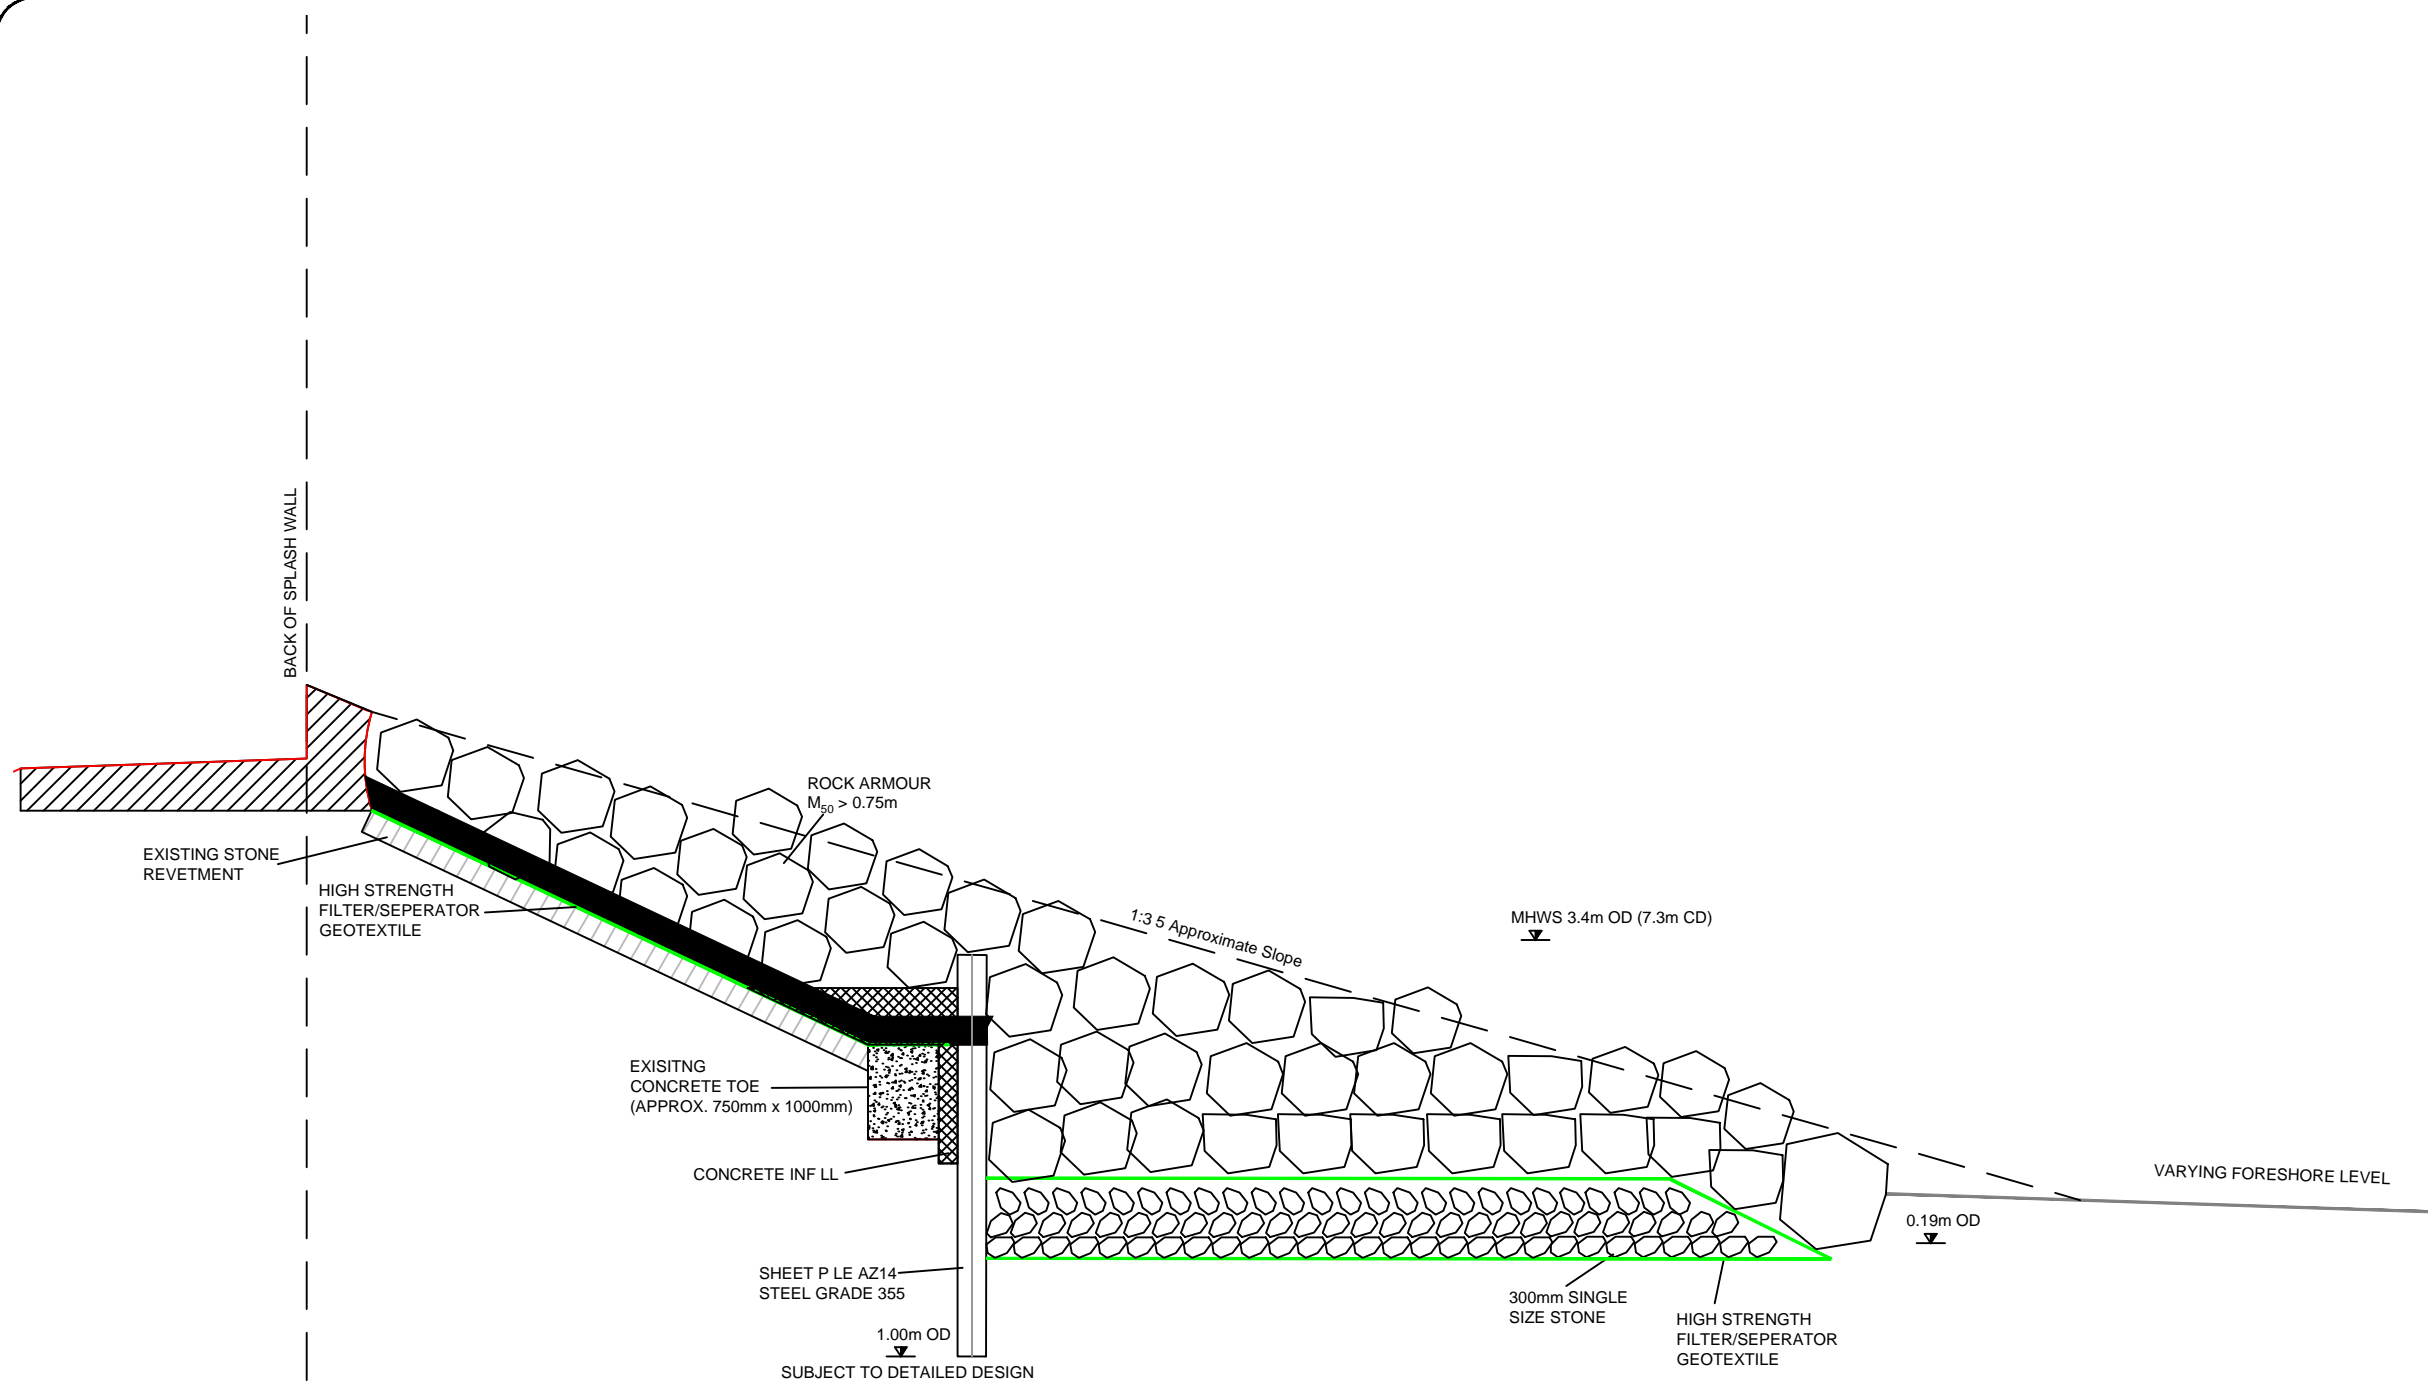 BACK OF SPLASH WALL
ROCK ARMOUR
M50 > 0.75m
EXISTING STONE
REVETMENT
HIGH STRENGTH
FILTER/SEPERATOR
GEOTEXTILE
1:3 5 Approximate Slope
MHWS 3.4m OD (7.3m CD)
EXISITNG
CONCRETE TOE
(APPROX. 750mm x 1000mm)
CONCRETE INF LL
VARYING FORESHORE LEVEL
0.19m OD
SHEET P LE AZ14
STEEL GRADE 355
300mm SINGLE
SIZE STONE
HIGH STRENGTH
FILTER/SEPERATOR
GEOTEXTILE
1.00m OD
SUBJECT TO DETAILED DESIGN